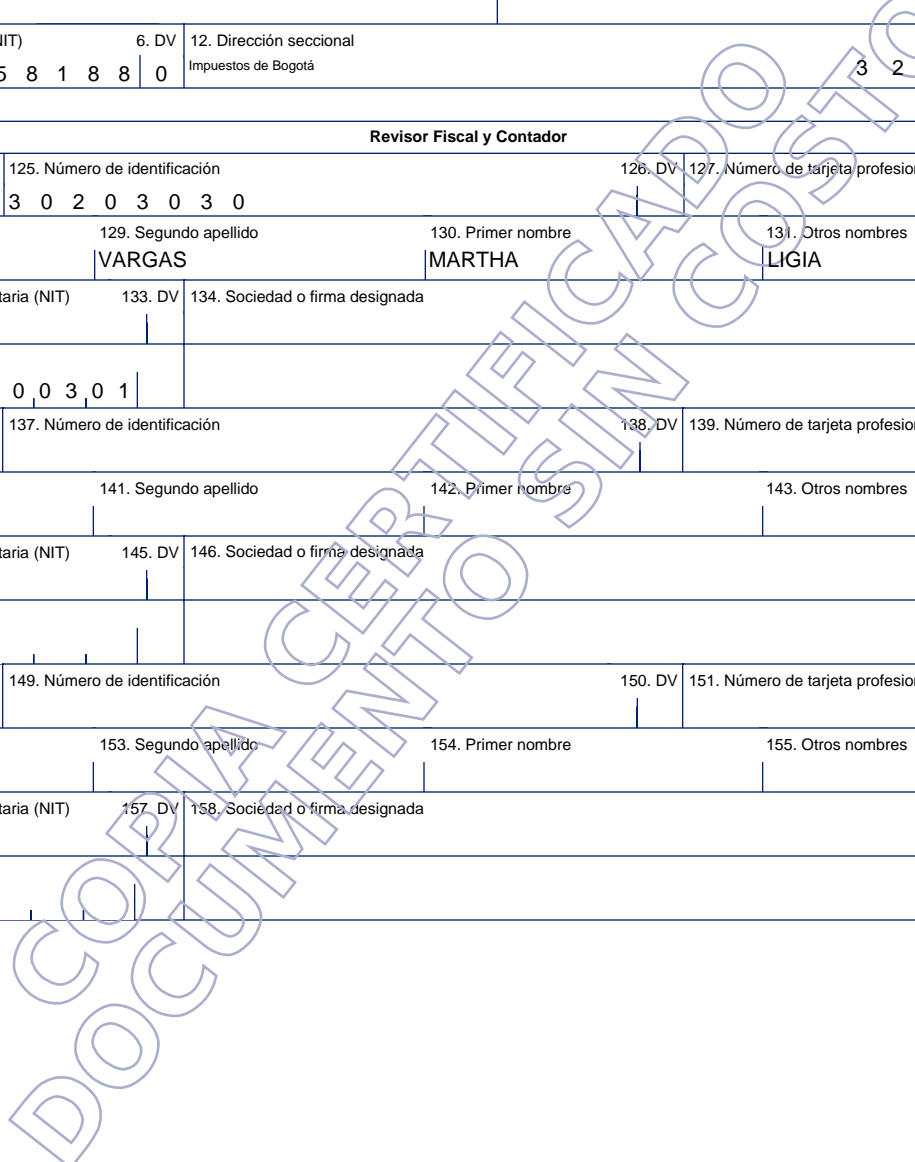 NIT) 6. DV 12. Dirección seccional
5 8 1 8 8 0 Impuestos de Bogotá 3 2
Revisor Fiscal y Contador
125. Número de identificación 126. DV 127. Número de tarjeta profesion
3 0 2 0 3 0 3 0
129. Segundo apellido 130. Primer nombre 131. Otros nombres
VARGAS MARTHA LIGIA
taria (NIT) 133. DV 134. Sociedad o firma designada
0 0 3 0 1
137. Número de identificación 138. DV 139. Número de tarjeta profesion
141. Segundo apellido 142. Primer nombre 143. Otros nombres
taria (NIT) 145. DV 146. Sociedad o firma designada
149. Número de identificación 150. DV 151. Número de tarjeta profesion
153. Segundo apellido 154. Primer nombre 155. Otros nombres
taria (NIT) 157. DV 158. Sociedad o firma designada
COPIA CERTIFICADO
DOCUMENTO SIN COSTO